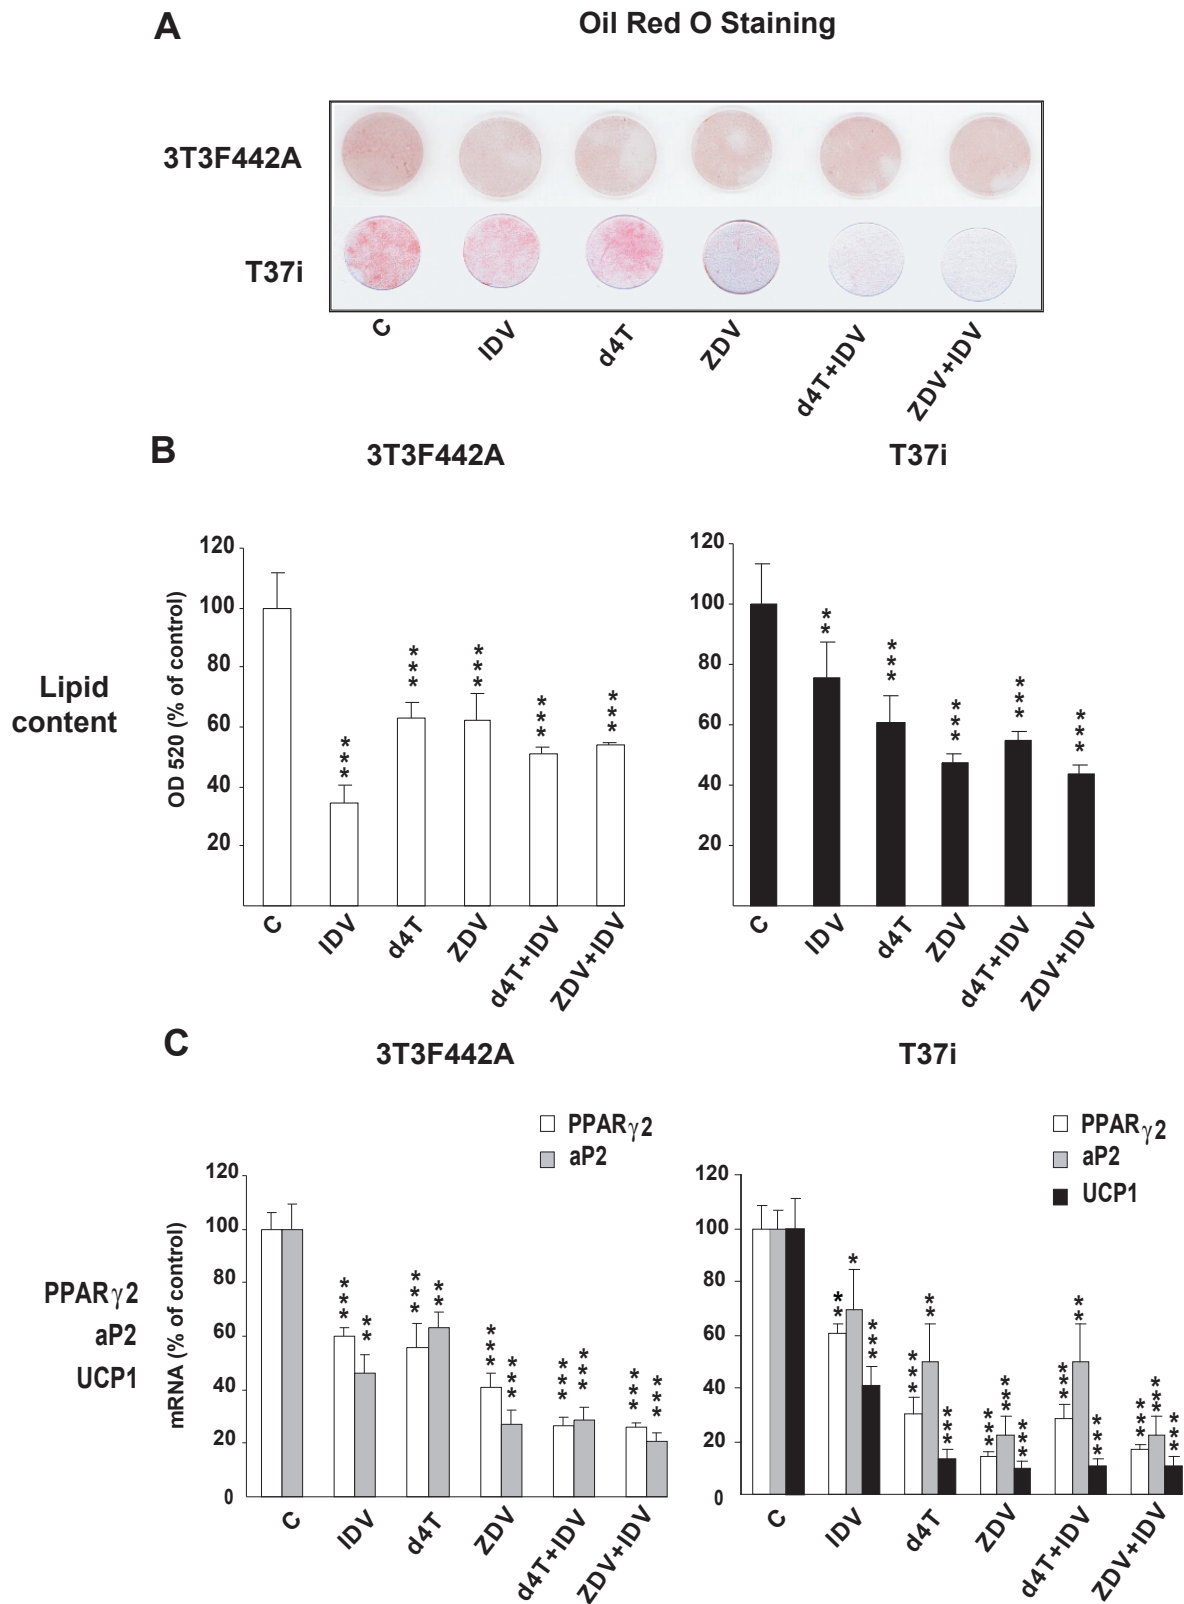 A
Oil Red O Staining
3T3F442A
T37i
C
IDV
d4T
ZDV
d4T+IDV
ZDV+IDV
B
3T3F442A
T37i
Lipid
content
OD 520 (% of control)
120
100
80
60
40
20
***
***
***
***
***
C
IDV
d4T
ZDV
d4T+IDV
ZDV+IDV
120
100
80
60
40
20
**
***
***
***
***
C
IDV
d4T
ZDV
d4T+IDV
ZDV+IDV
C
3T3F442A
T37i
PPARγ2
aP2
UCP1
mRNA (% of control)
PPARγ2
aP2
120
100
80
60
40
20
0
***
**
***
**
***
***
***
***
***
***
C
IDV
d4T
ZDV
d4T+IDV
ZDV+IDV
PPARγ2
aP2
UCP1
120
100
80
60
40
20
0
**
*
***
***
**
***
***
***
***
***
**
***
***
***
***
C
IDV
d4T
ZDV
d4T+IDV
ZDV+IDV